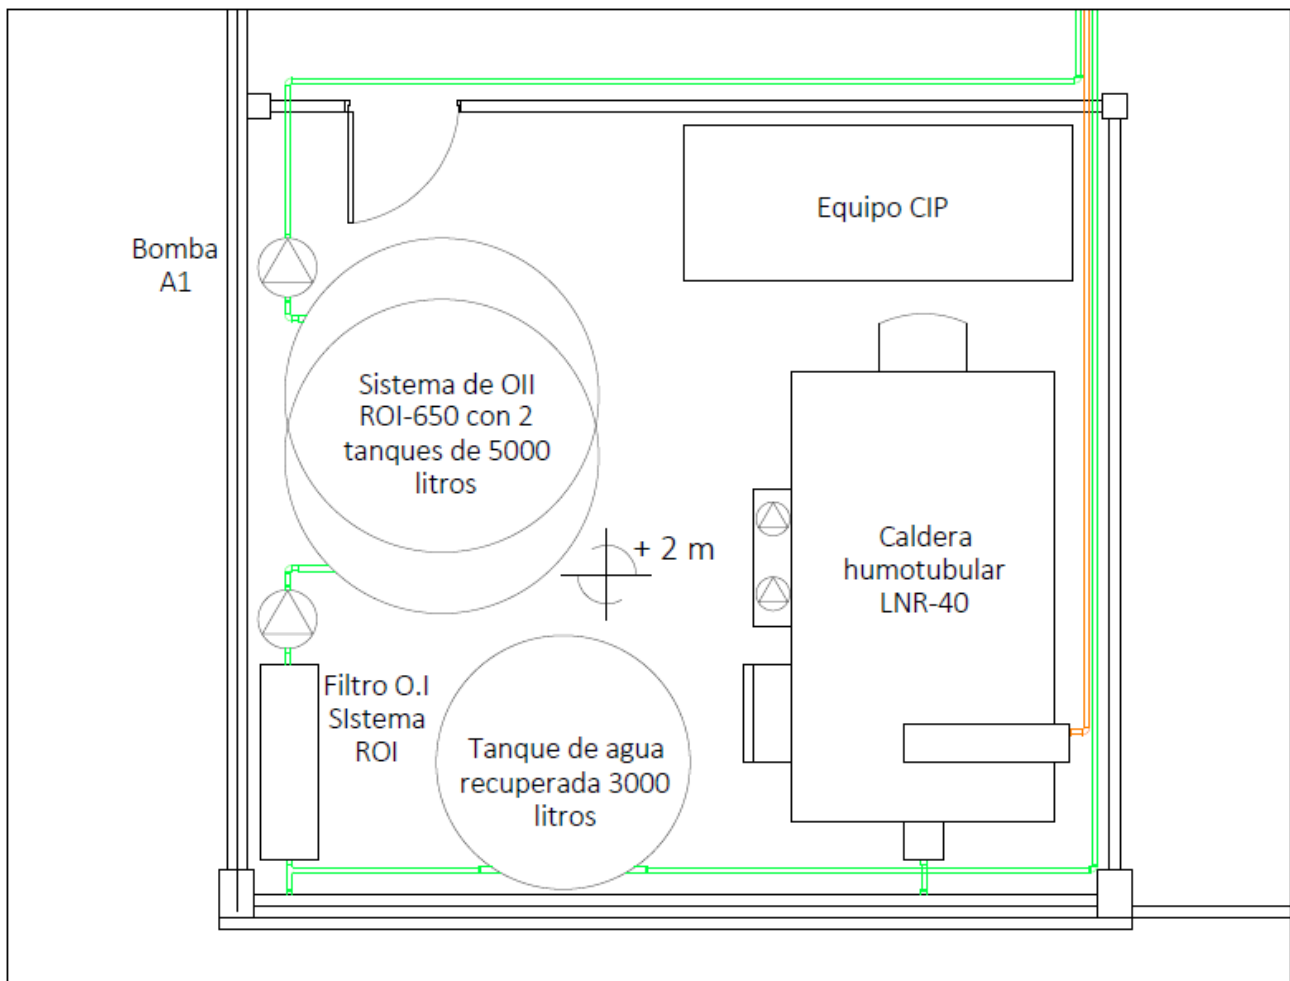 Equipo CIP
Bomba
A1
Sistema de OII
ROI-650 con 2
tanques de 5000
litros
+ 2 m
Caldera
humotubular
LNR-40
Filtro O.I
SIstema
ROI
Tanque de agua
recuperada 3000
litros